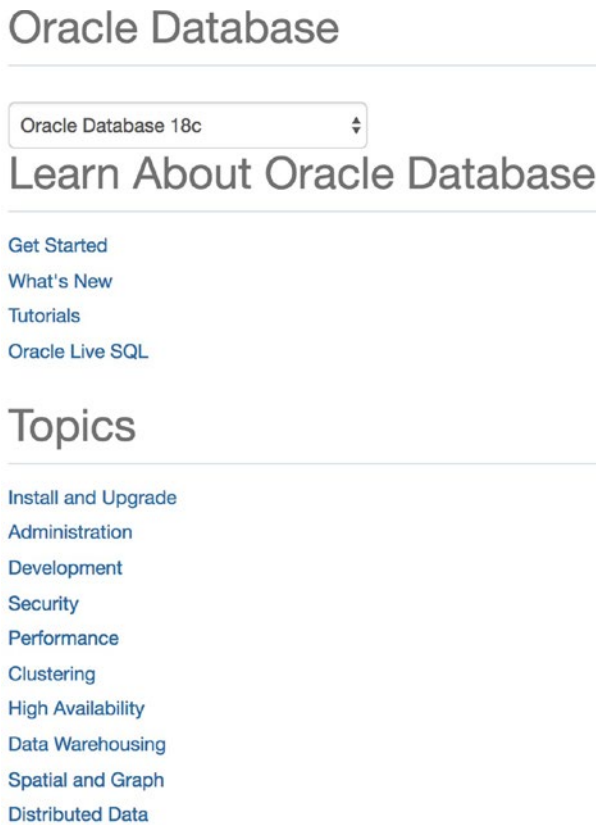 Oracle Database
Oracle Database 18c
Learn About Oracle Database
Get Started
What's New
Tutorials
Oracle Live SQL
Topics
Install and Upgrade
Administration
Development
Security
Performance
Clustering
High Availability
Data Warehousing
Spatial and Graph
Distributed Data